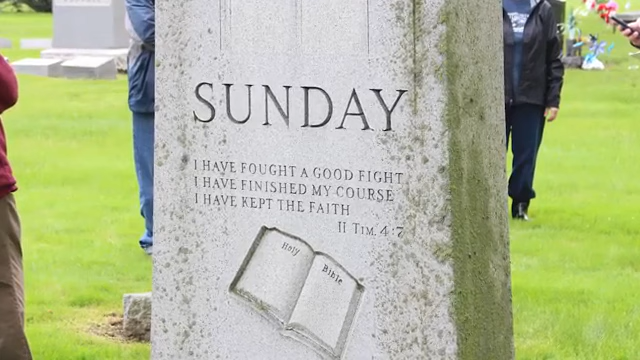 SUNDAY
I HAVE FOUGHT A GOOD FIGHT
I HAVE FINISHED MY COURSE
I HAVE KEPT THE FAITH
II TIM. 4:7
Holy Bible